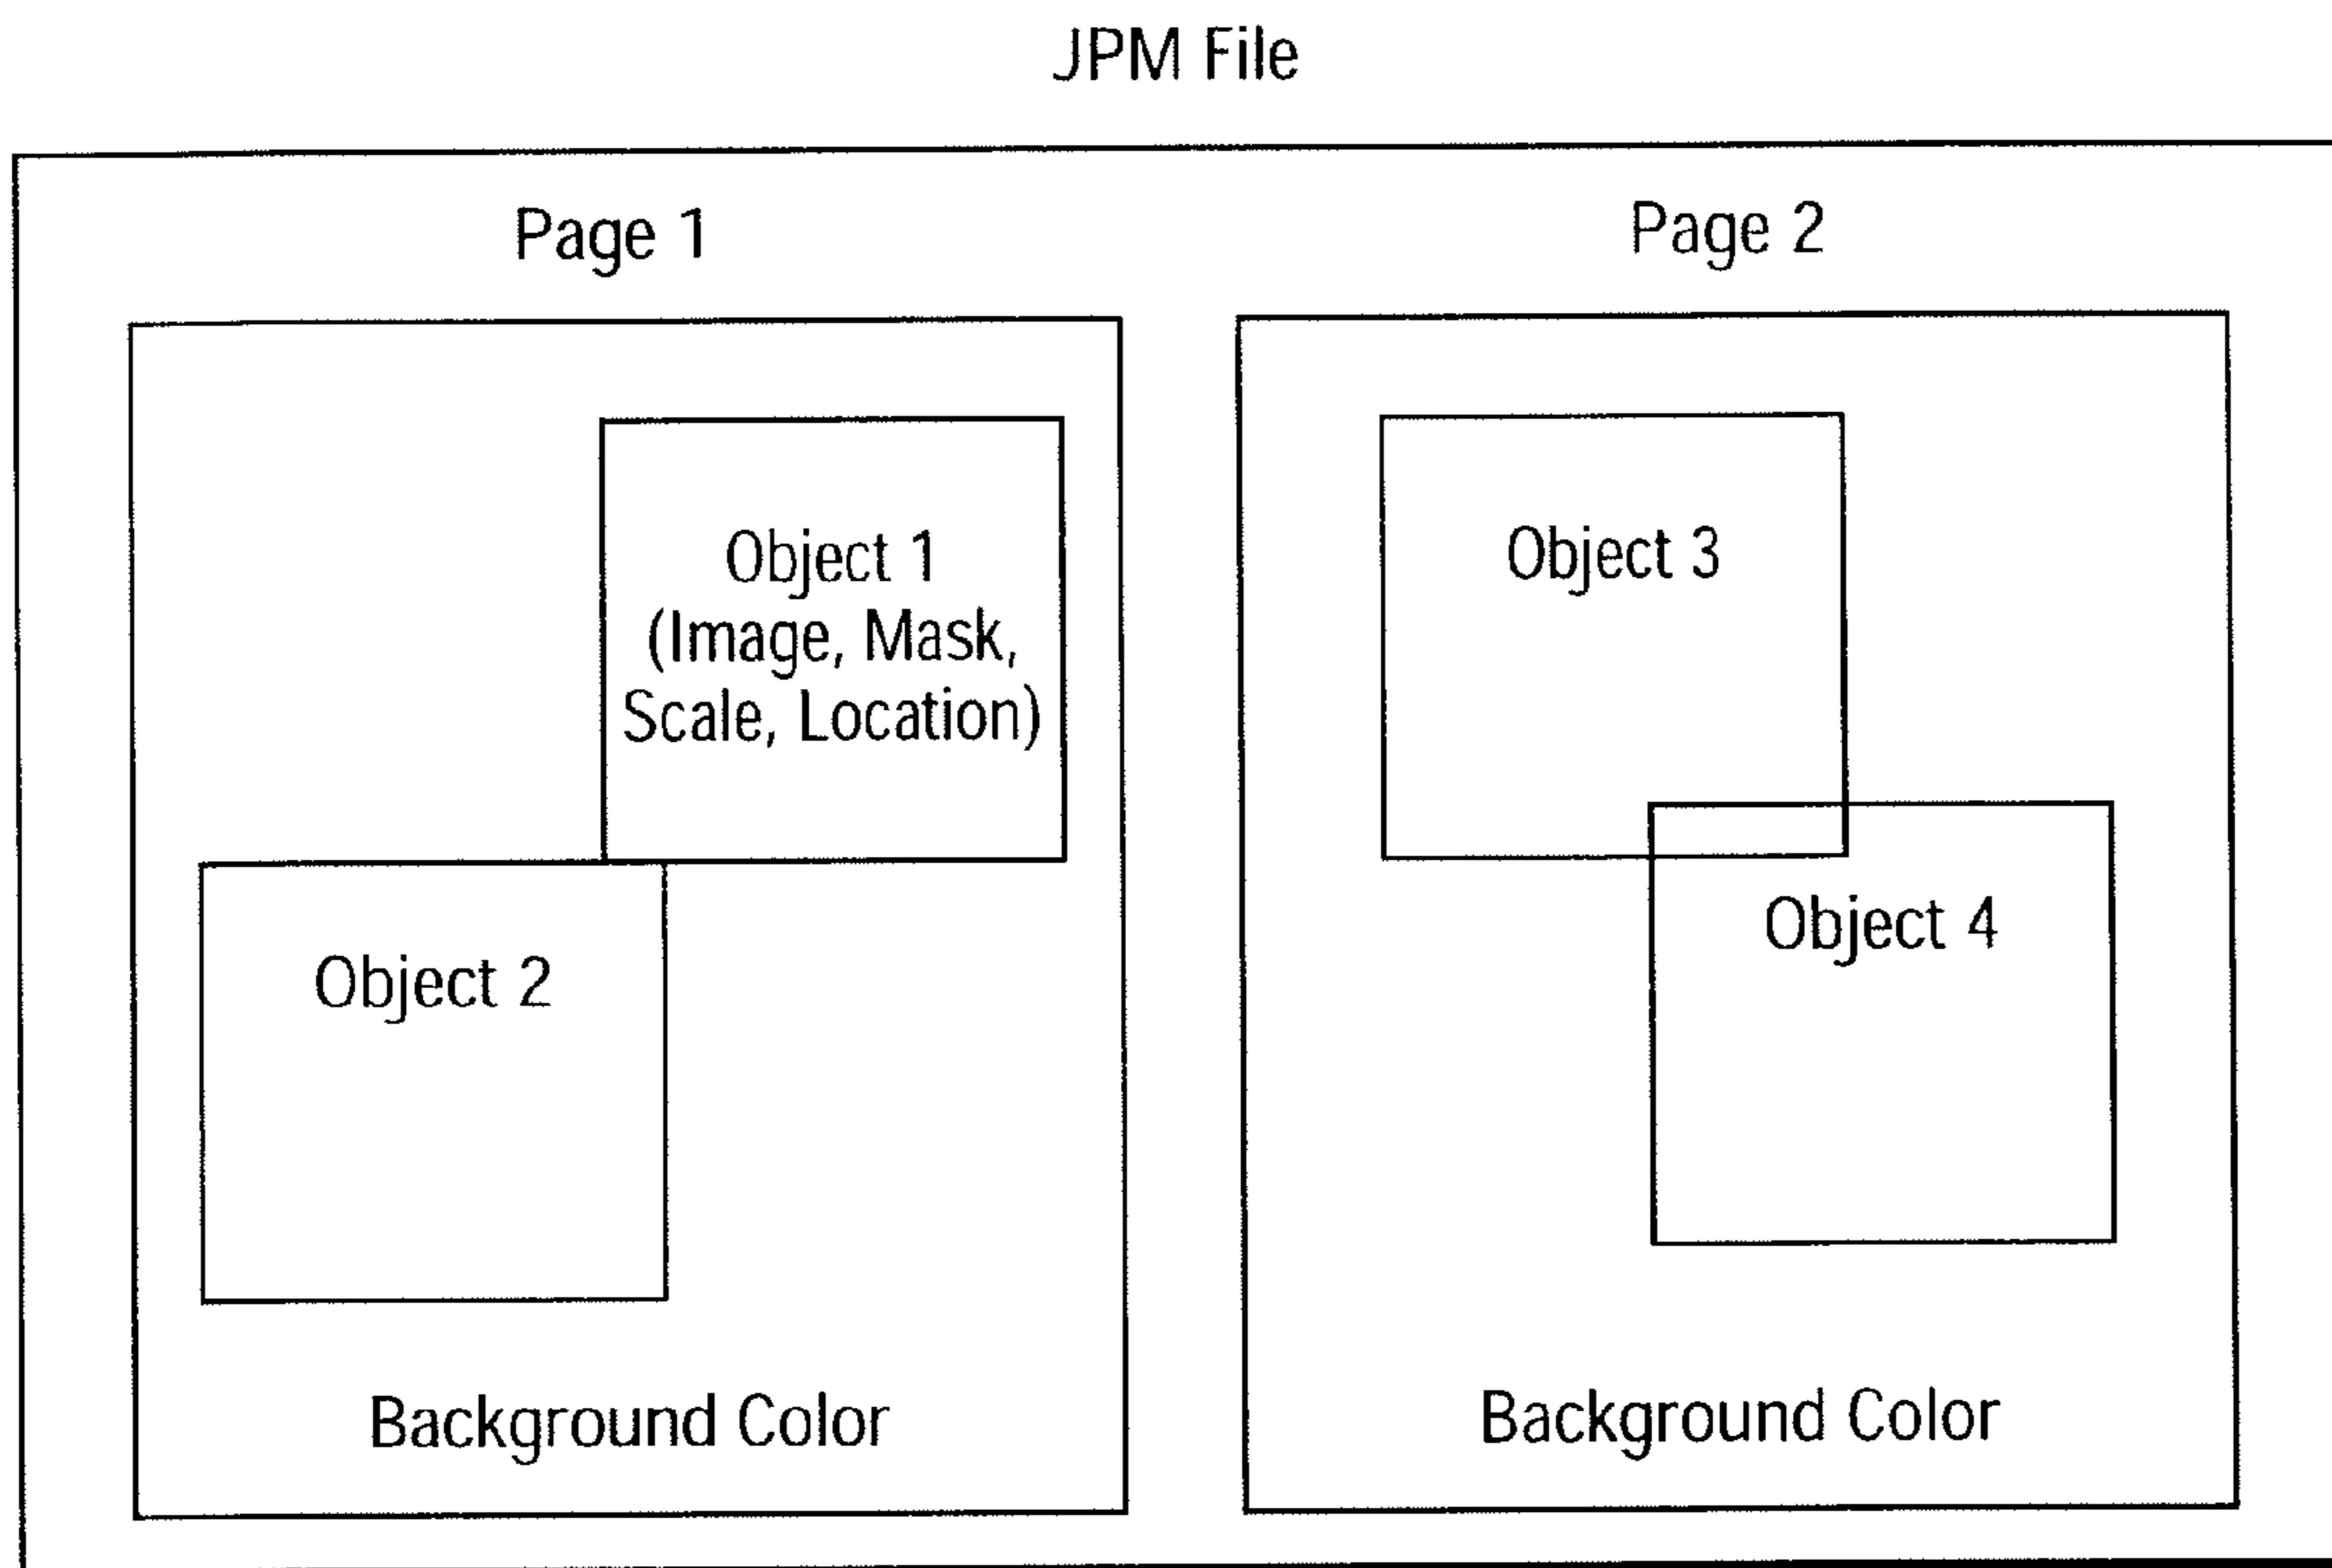 JPM File
Page 1
Object 1
(Image, Mask,
Scale, Location)
Object 2
Background Color
Page 2
Object 3
Object 4
Background Color